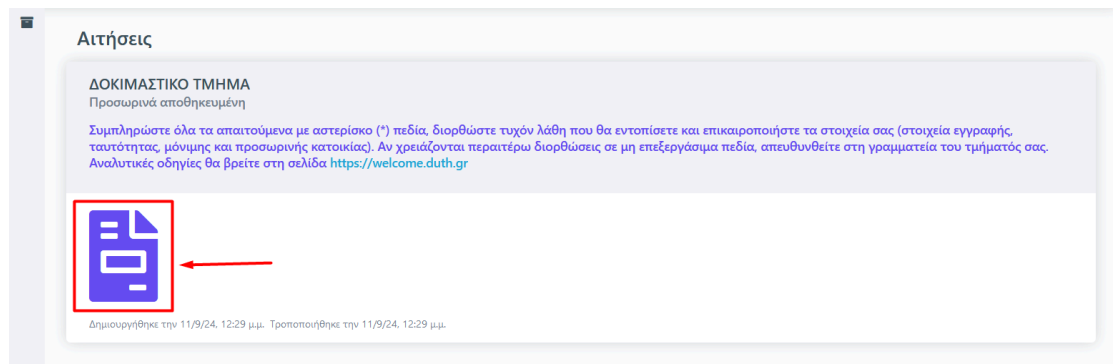 Αιτήσεις
ΔΟΚΙΜΑΣΤΙΚΟ ΤΜΗΜΑ
Προσωρινά αποθηκευμένη
Συμπληρώστε όλα τα απαιτούμενα με αστερίσκο (*) πεδία, διορθώστε τυχόν λάθη που θα εντοπίσετε και επικαιροποιήστε τα στοιχεία σας (στοιχεία εγγραφής,
ταυτότητας, μόνιμης και προσωρινής κατοικίας). Αν χρειάζονται περαιτέρω διορθώσεις σε μη επεξεργάσιμα πεδία, απευθυνθείτε στη γραμματεία του τμήματός σας.
Αναλυτικές οδηγίες θα βρείτε στη σελίδα https://welcome.duth.gr
Δημιουργήθηκε την 11/9/24, 12:29 μ.μ. Τροποποιήθηκε την 11/9/24, 12:29 μ.μ.